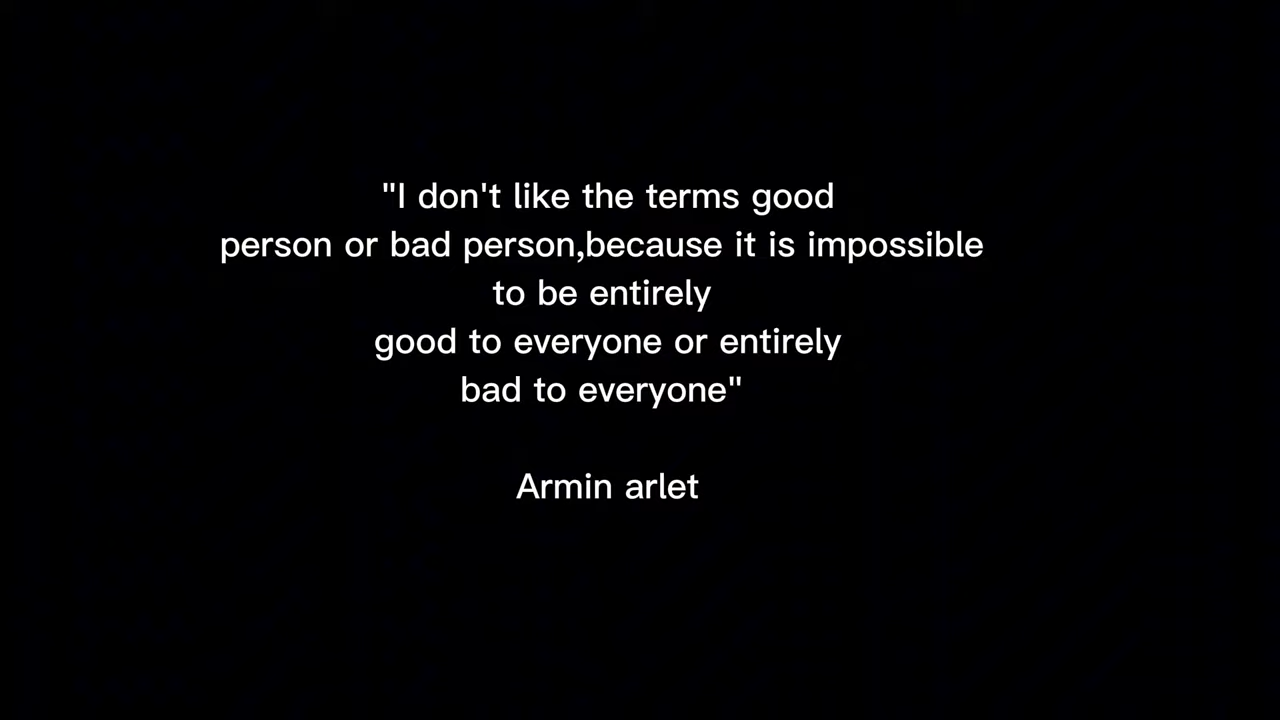 "I don't like the terms good
person or bad person,because it is impossible
to be entirely
good to everyone or entirely
bad to everyone"
Armin arlet